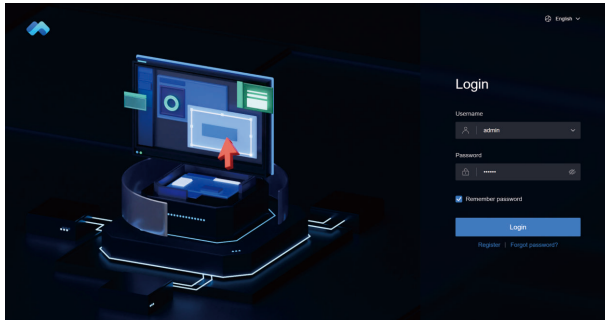 English
Login
Username
admin
Password
••••••
Remember password
Login
Register | Forgot password?